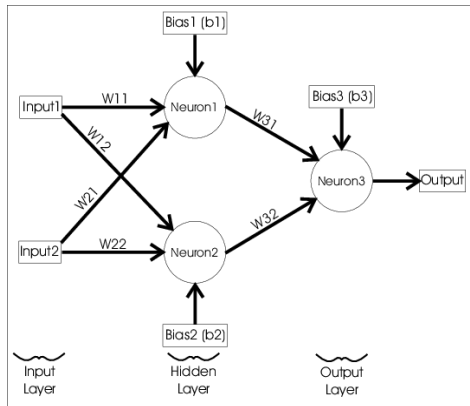 Bias1 (b1)
Bias3 (b3)
Input1
W11
Neuron1
W31
W12
Neuron3
Output
W21
W32
Input2
W22
Neuron2
Bias2 (b2)
Input
Layer
Hidden
Layer
Output
Layer